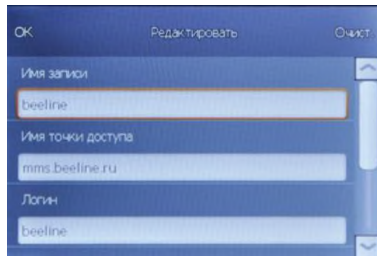 OK Редактировать Очист
Имя записи
beeline
Имя точки доступа
mms.beeline.ru
Логин
beeline